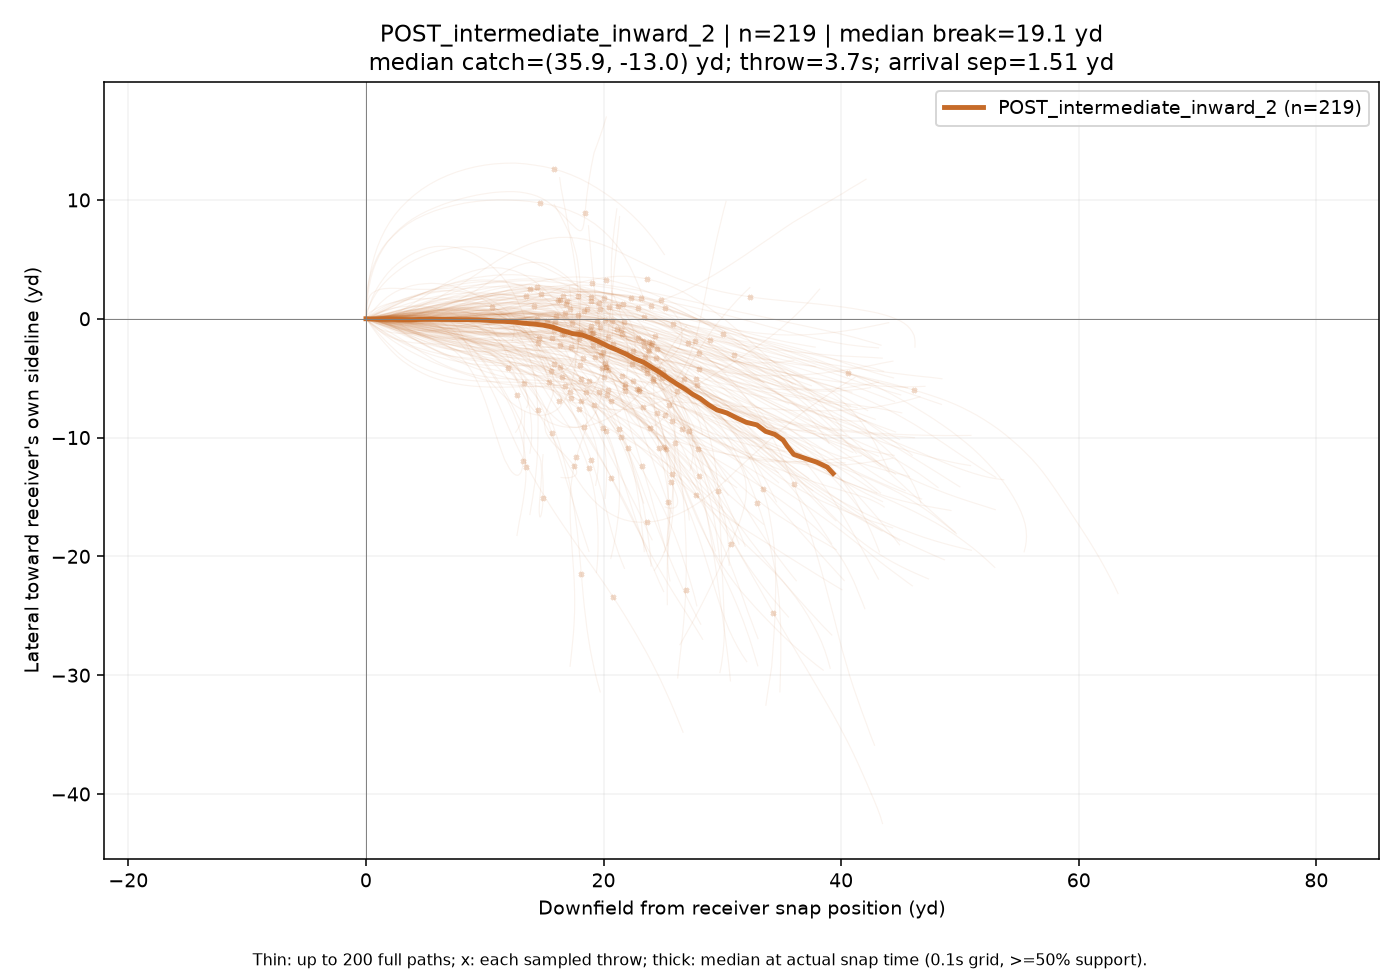 POST_intermediate_inward_2 | n=219 | median break=19.1 yd
median catch=(35.9, -13.0) yd; throw=3.7s; arrival sep=1.51 yd
POST_intermediate_inward_2 (n=219)
Lateral toward receiver's own sideline (yd)
10
0
−10
−20
−30
−40
−20
0
20
40
60
80
Downfield from receiver snap position (yd)
Thin: up to 200 full paths; x: each sampled throw; thick: median at actual snap time (0.1s grid, >=50% support).